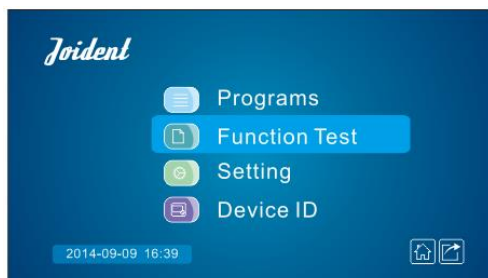 Joident
Programs
Function Test
Setting
Device ID
2014-09-09 16:39